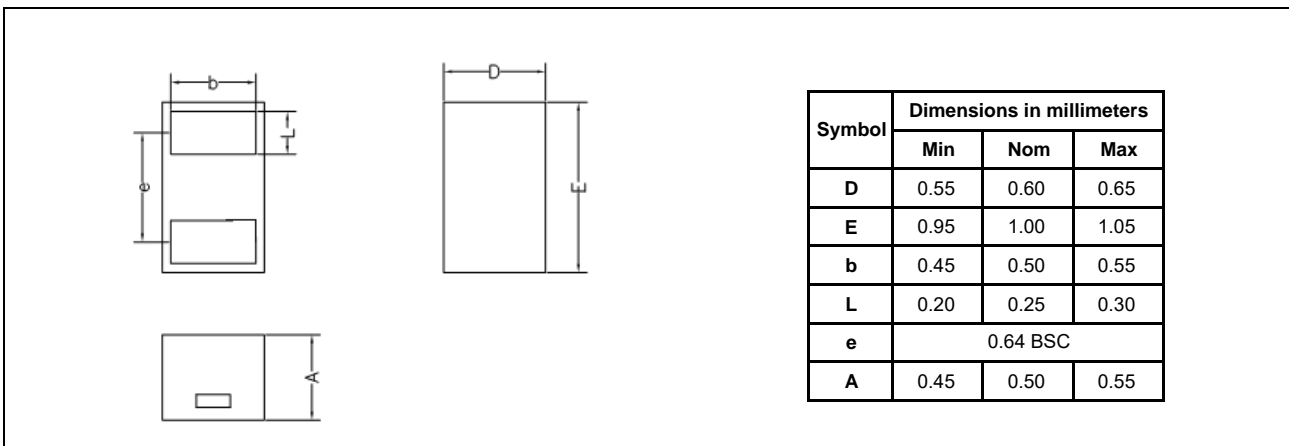 b
D
L
e
E
A
Symbol Dimensions in millimeters
Min Nom Max
D 0.55 0.60 0.65
E 0.95 1.00 1.05
b 0.45 0.50 0.55
L 0.20 0.25 0.30
e 0.64 BSC
A 0.45 0.50 0.55